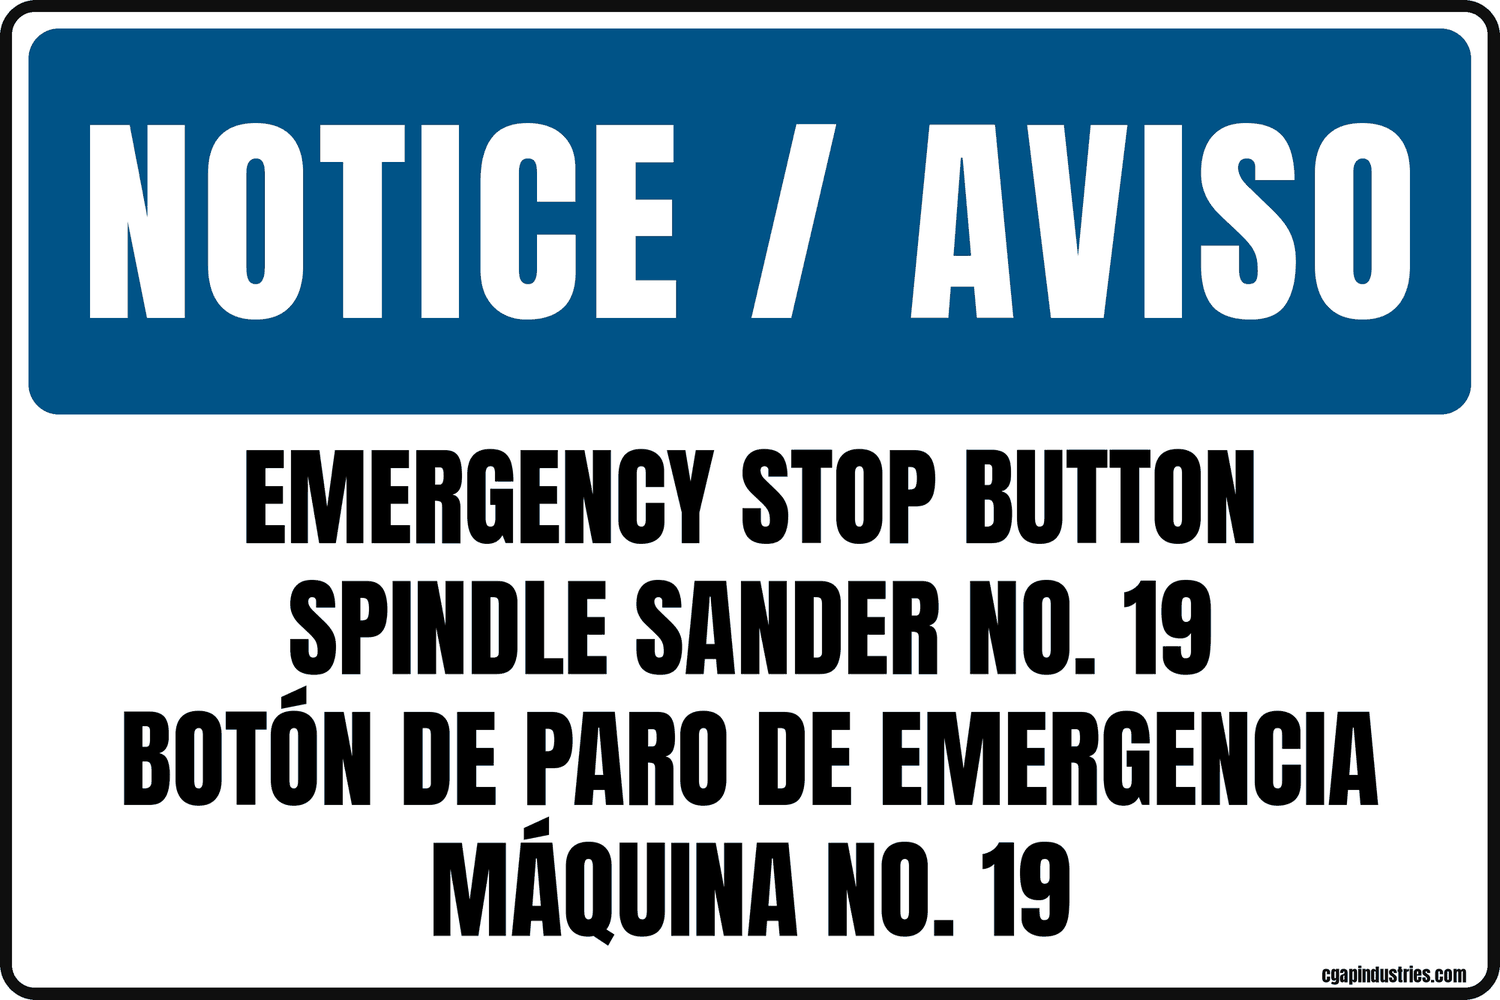 NOTICE / AVISO
EMERGENCY STOP BUTTON
SPINDLE SANDER NO. 19
BOTÓN DE PARO DE EMERGENCIA
MÁQUINA NO. 19
cgapindustries.com